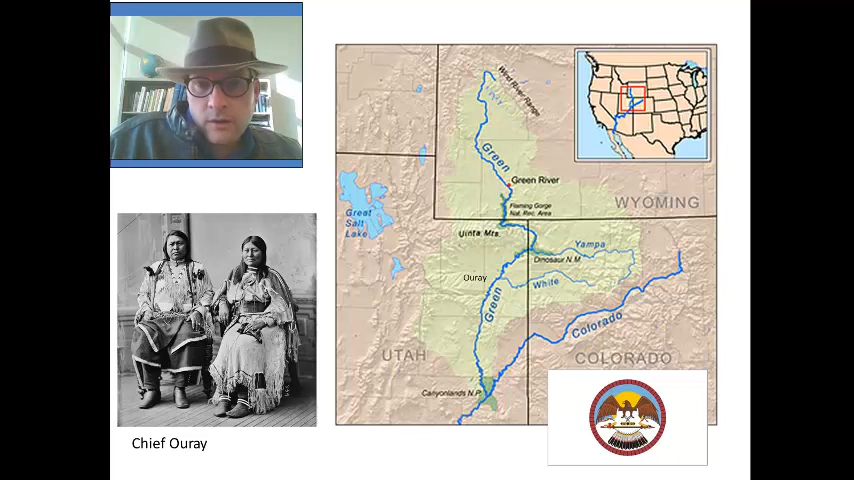 Wind River Range
Green
Green River
Flaming Gorge
Nat. Rec. Area
WYOMING
Great
Salt
Lake
Uinta Mts.
Yampa
Dinosaur N.M
Ouray
White
Green
Colorado
UTAH
COLORADO
Canyonlands N.P.
Chief Ouray